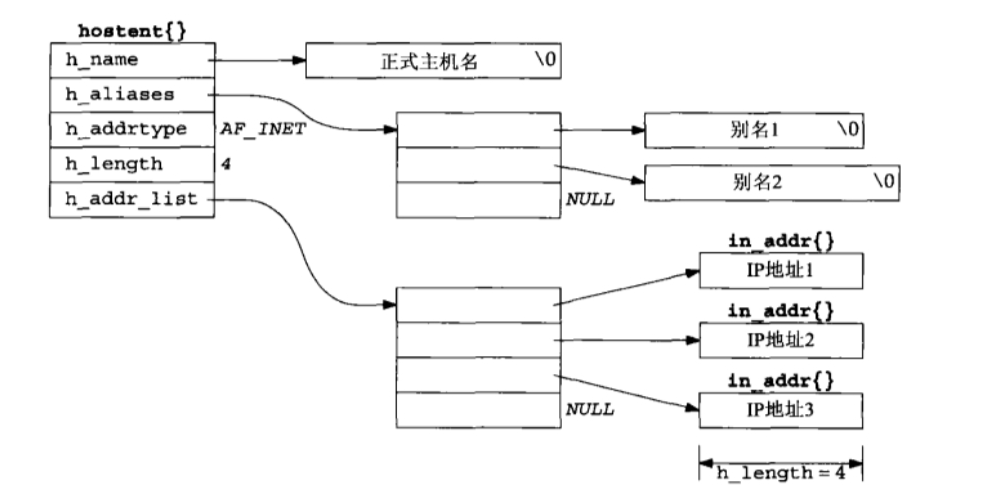 hostent{}
h_name
正式主机名 \0
h_aliases
h_addrtype AF_INET
别名1 \0
h_length 4
别名2 \0
h_addr_list
NULL
in_addr{}
IP地址1
in_addr{}
IP地址2
in_addr{}
NULL
IP地址3
h_length = 4